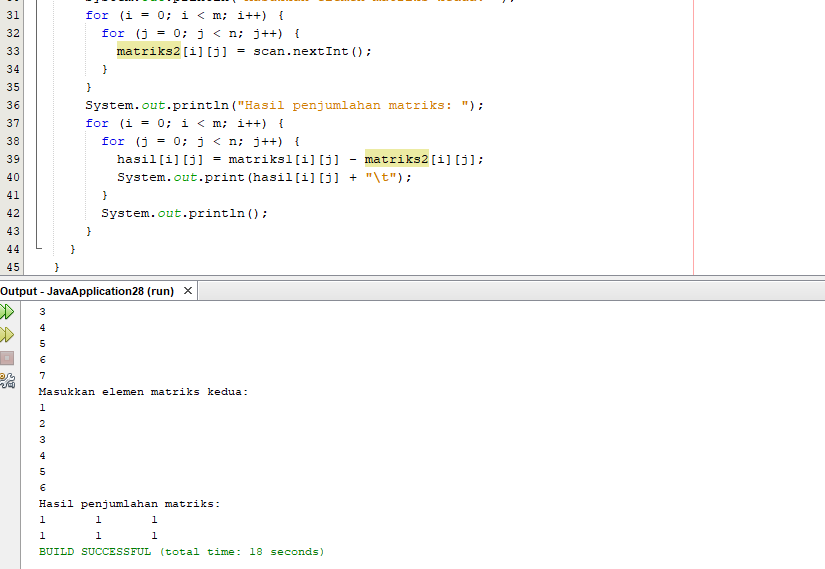 31 for (i = 0; i < m; i++) {
32 for (j = 0; j < n; j++) {
33 matriks2[i][j] = scan.nextInt();
34 }
35 }
36 System.out.println("Hasil penjumlahan matriks: ");
37 for (i = 0; i < m; i++) {
38 for (j = 0; j < n; j++) {
39 hasil[i][j] = matriks1[i][j] - matriks2[i][j];
40 System.out.print(hasil[i][j] + "\t");
41 }
42 System.out.println();
43 }
44 }
45 }
Output - JavaApplication28 (run) ×
3
4
5
6
7
Masukkan elemen matriks kedua:
1
2
3
4
5
6
Hasil penjumlahan matriks:
1 1 1
1 1 1
BUILD SUCCESSFUL (total time: 18 seconds)